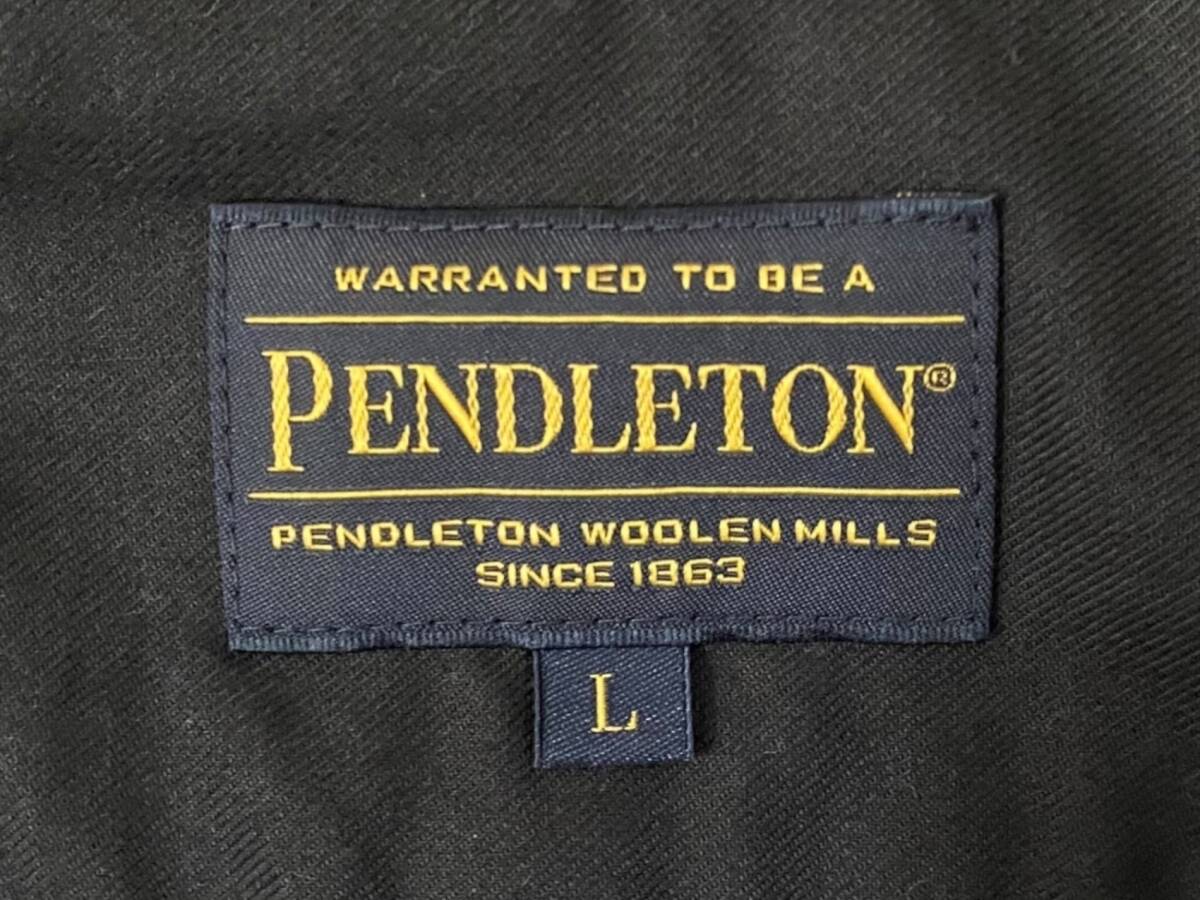 WARRANTED TO BE A
PENDLETON®
PENDLETON WOOLEN MILLS
SINCE 1863
L